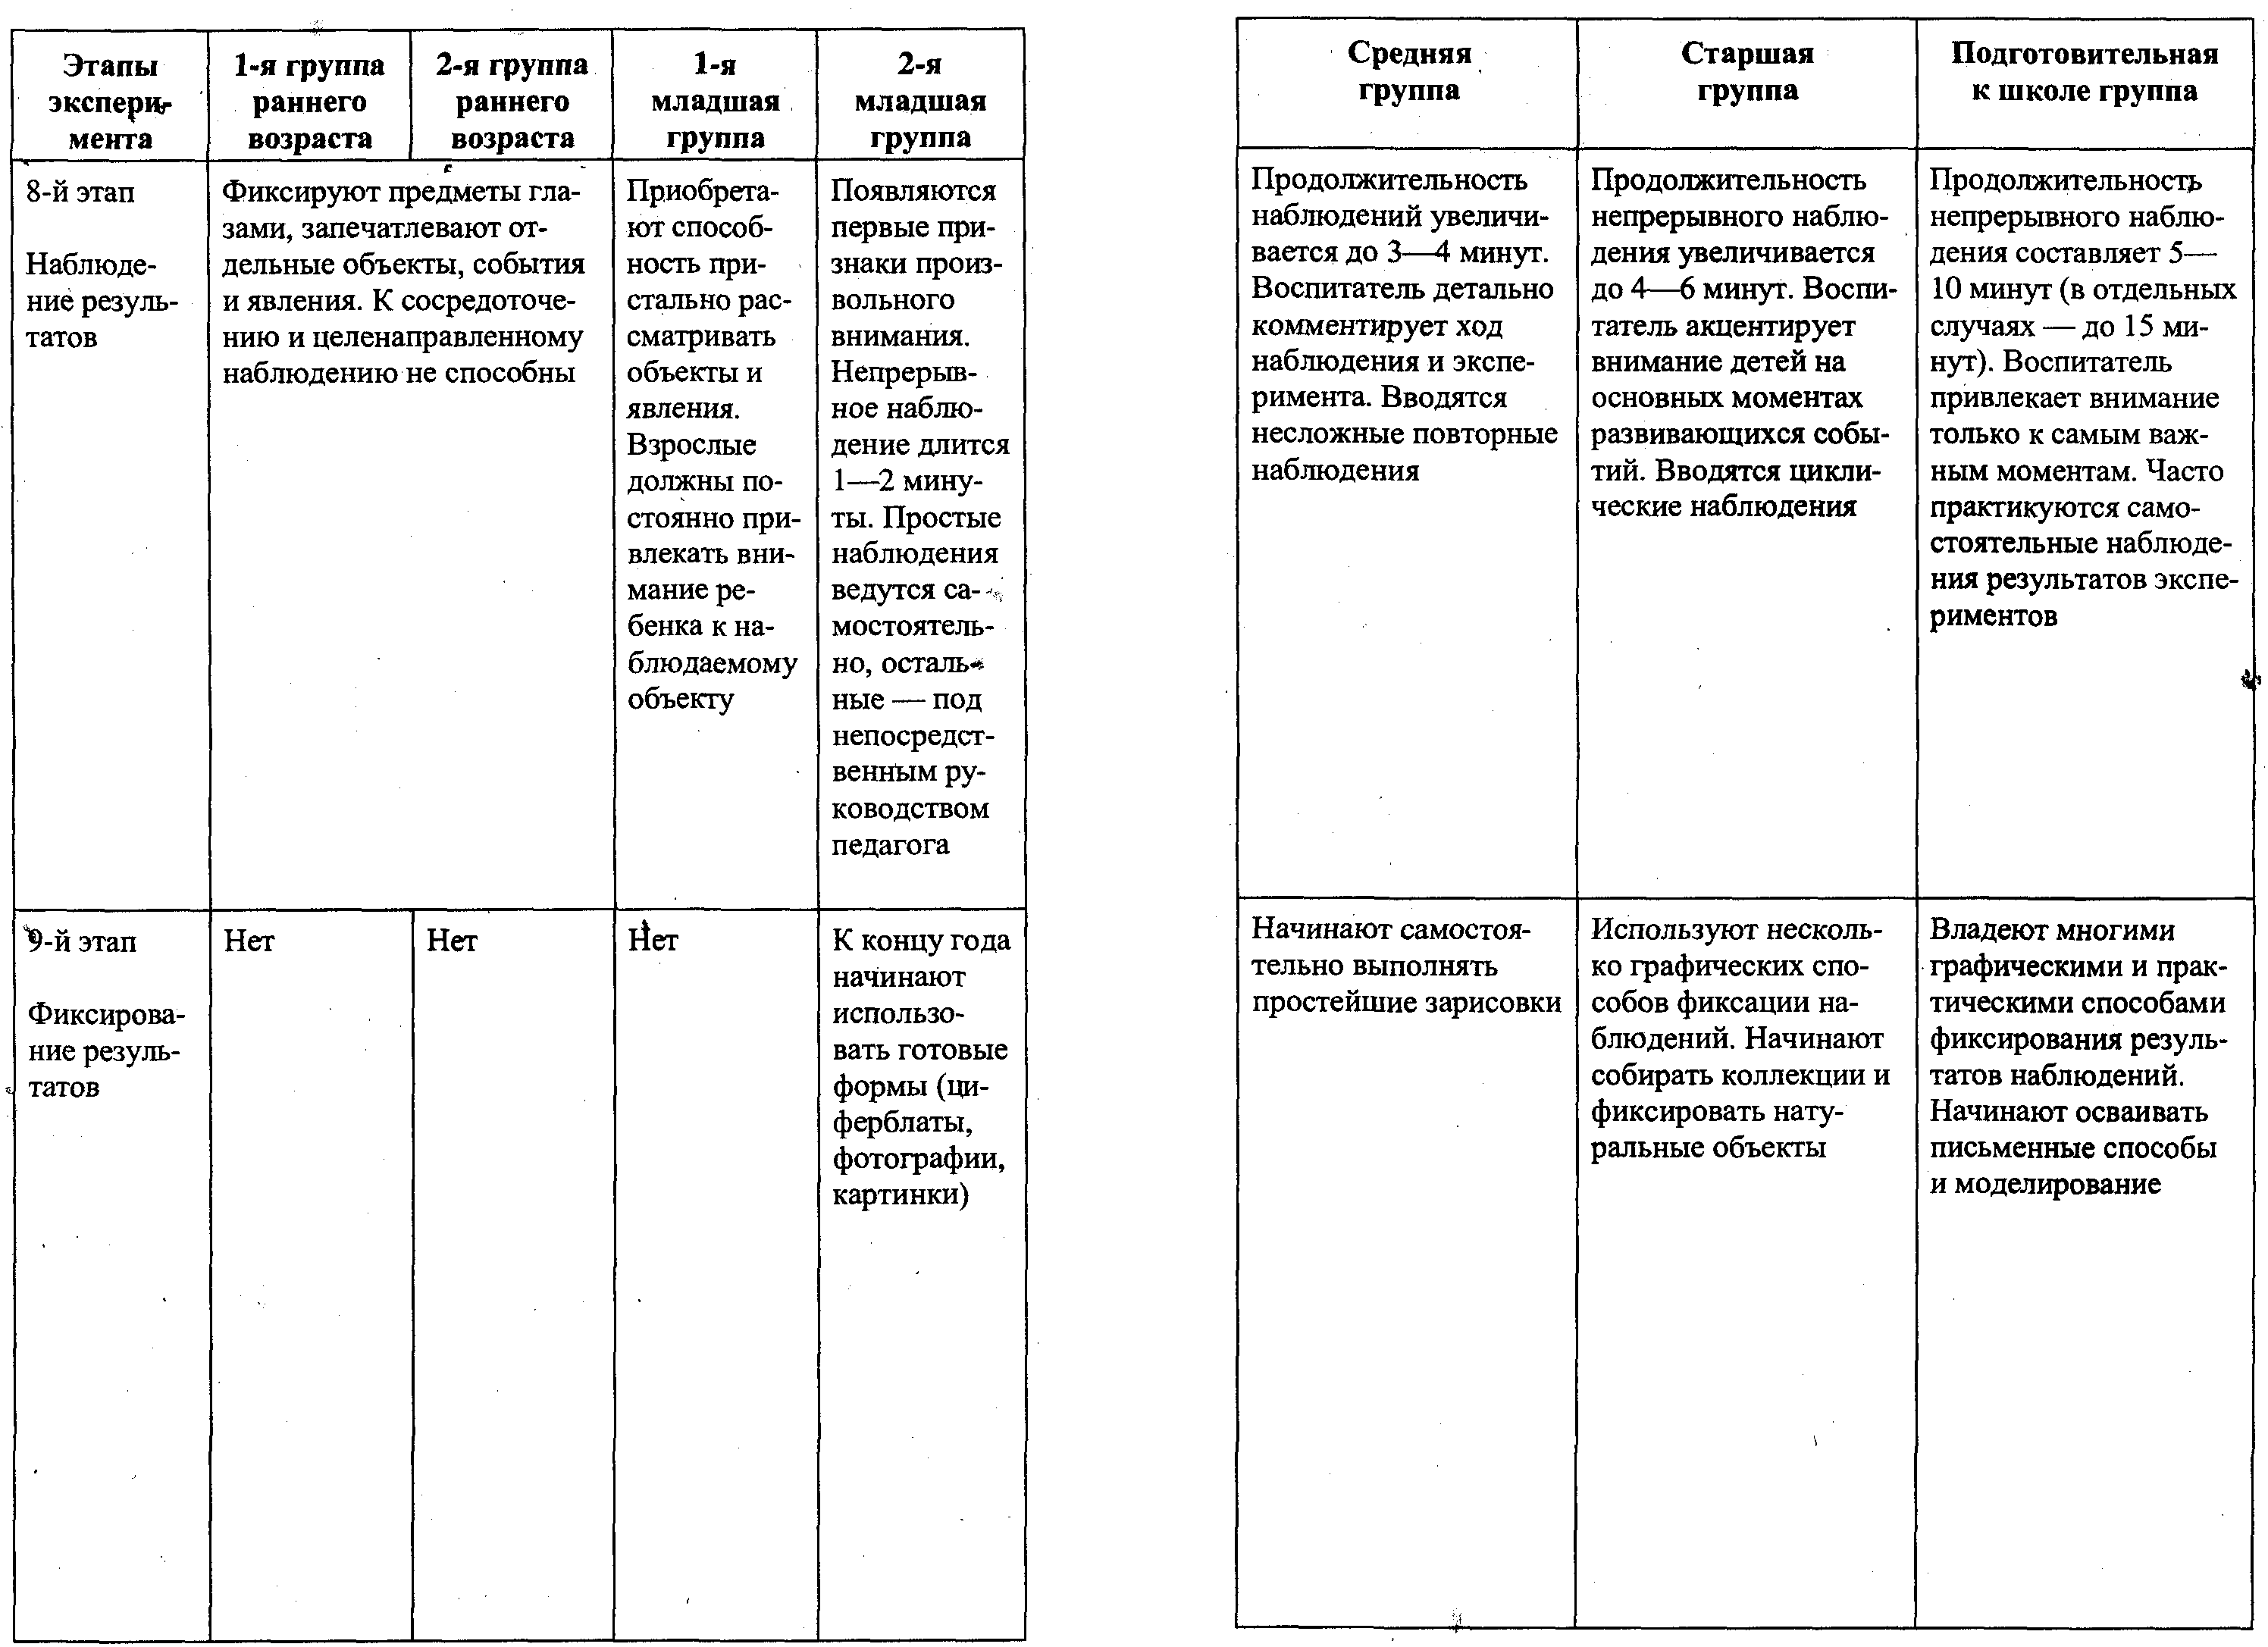 Этапы
экспери-
мента
1-я группа
раннего
возраста
2-я группа
раннего
возраста
1-я
младшая
группа
2-я
младшая
группа
8-й этап
Наблюде-
ние резуль-
татов
Фиксируют предметы гла-
зами, запечатлевают от-
дельные объекты, события
и явления. К сосредоточе-
нию и целенаправленному
наблюдению не способны
Приобрета-
ют способ-
ность при-
стально рас-
сматривать
объекты и
явления.
Взрослые
должны по-
стоянно при-
влекать вни-
мание ре-
бенка к на-
блюдаемому
объекту
Появляются
первые при-
знаки произ-
вольного
внимания.
Непрерыв-
ное наблю-
дение длится
1—2 мину-
ты. Простые
наблюдения
ведутся са-
мостоятель-
но, осталь-
ные — под
непосредст-
венным ру-
ководством
педагога
9-й этап
Фиксирова-
ние резуль-
татов
Нет
Нет
Нет
К концу года
начинают
использо-
вать готовые
формы (ци-
ферблаты,
фотографии,
картинки)
Средняя
группа
Старшая
группа
Подготовительная
к школе группа
Продолжительность
наблюдений увеличи-
вается до 3—4 минут.
Воспитатель детально
комментирует ход
наблюдения и экспе-
римента. Вводятся
несложные повторные
наблюдения
Продолжительность
непрерывного наблю-
дения увеличивается
до 4—6 минут. Воспи-
татель акцентирует
внимание детей на
основных моментах
развивающихся собы-
тий. Вводятся цикли-
ческие наблюдения
Продолжительность
непрерывного наблю-
дения составляет 5—
10 минут (в отдельных
случаях — до 15 ми-
нут). Воспитатель
привлекает внимание
только к самым важ-
ным моментам. Часто
практикуются само-
стоятельные наблюде-
ния результатов экспе-
риментов
Начинают самостоя-
тельно выполнять
простейшие зарисовки
Используют несколь-
ко графических спо-
собов фиксации на-
блюдений. Начинают
собирать коллекции и
фиксировать нату-
ральные объекты
Владеют многими
графическими и прак-
тическими способами
фиксирования резуль-
татов наблюдений.
Начинают осваивать
письменные способы
и моделирование